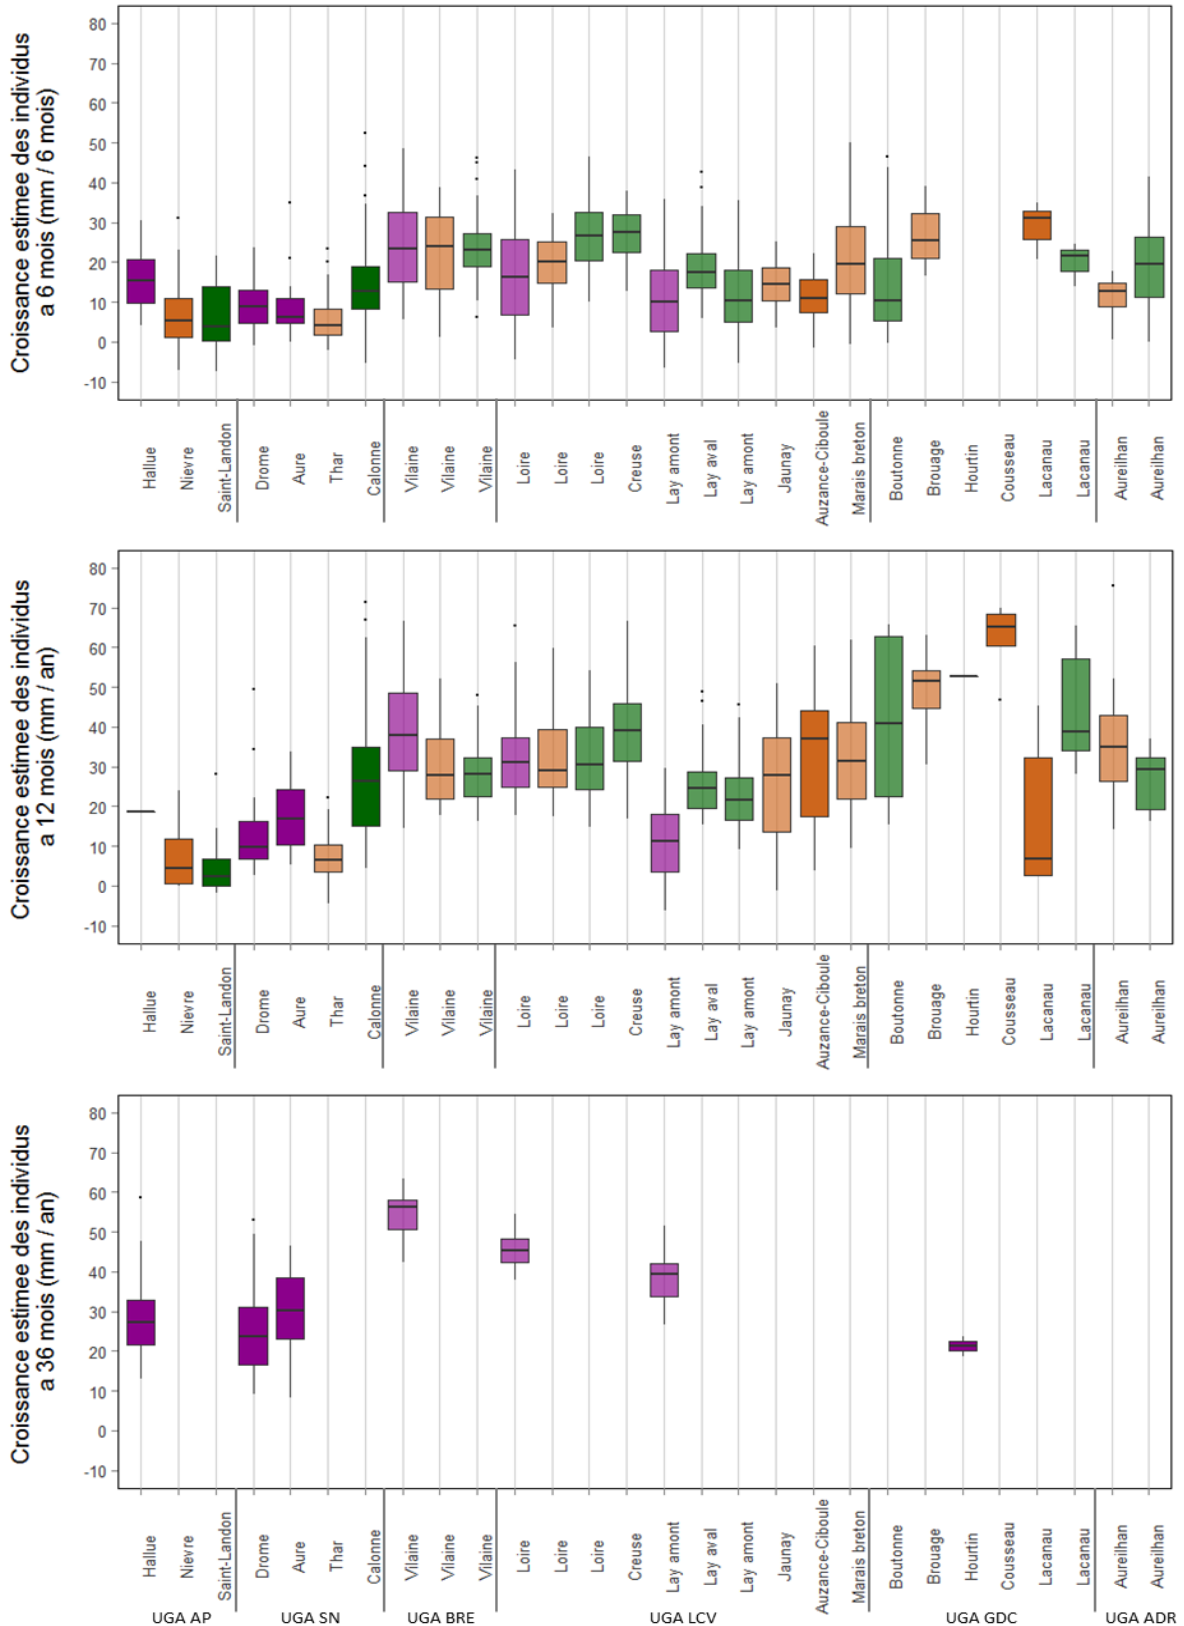 Croissance estimee des individus
a 6 mois (mm / 6 mois)
80
70
60
50
40
30
20
10
0
-10
Hallue
Nievre
Saint-Landon
Drome
Aure
Thar
Calonne
Vilaine
Vilaine
Vilaine
Loire
Loire
Loire
Creuse
Lay amont
Lay aval
Lay amont
Jaunay
Auzance-Ciboule
Marais breton
Boutonne
Brouage
Hourtin
Cousseau
Lacanau
Lacanau
Aureilhan
Aureilhan
Croissance estimee des individus
a 12 mois (mm / an)
80
70
60
50
40
30
20
10
0
-10
Hallue
Nievre
Saint-Landon
Drome
Aure
Thar
Calonne
Vilaine
Vilaine
Vilaine
Loire
Loire
Loire
Creuse
Lay amont
Lay aval
Lay amont
Jaunay
Auzance-Ciboule
Marais breton
Boutonne
Brouage
Hourtin
Cousseau
Lacanau
Lacanau
Aureilhan
Aureilhan
Croissance estimee des individus
a 36 mois (mm / an)
80
70
60
50
40
30
20
10
0
-10
Hallue
Nievre
Saint-Landon
Drome
Aure
Thar
Calonne
Vilaine
Vilaine
Vilaine
Loire
Loire
Loire
Creuse
Lay amont
Lay aval
Lay amont
Jaunay
Auzance-Ciboule
Marais breton
Boutonne
Brouage
Hourtin
Cousseau
Lacanau
Lacanau
Aureilhan
Aureilhan
UGA AP
UGA SN
UGA BRE
UGA LCV
UGA GDC
UGA ADR